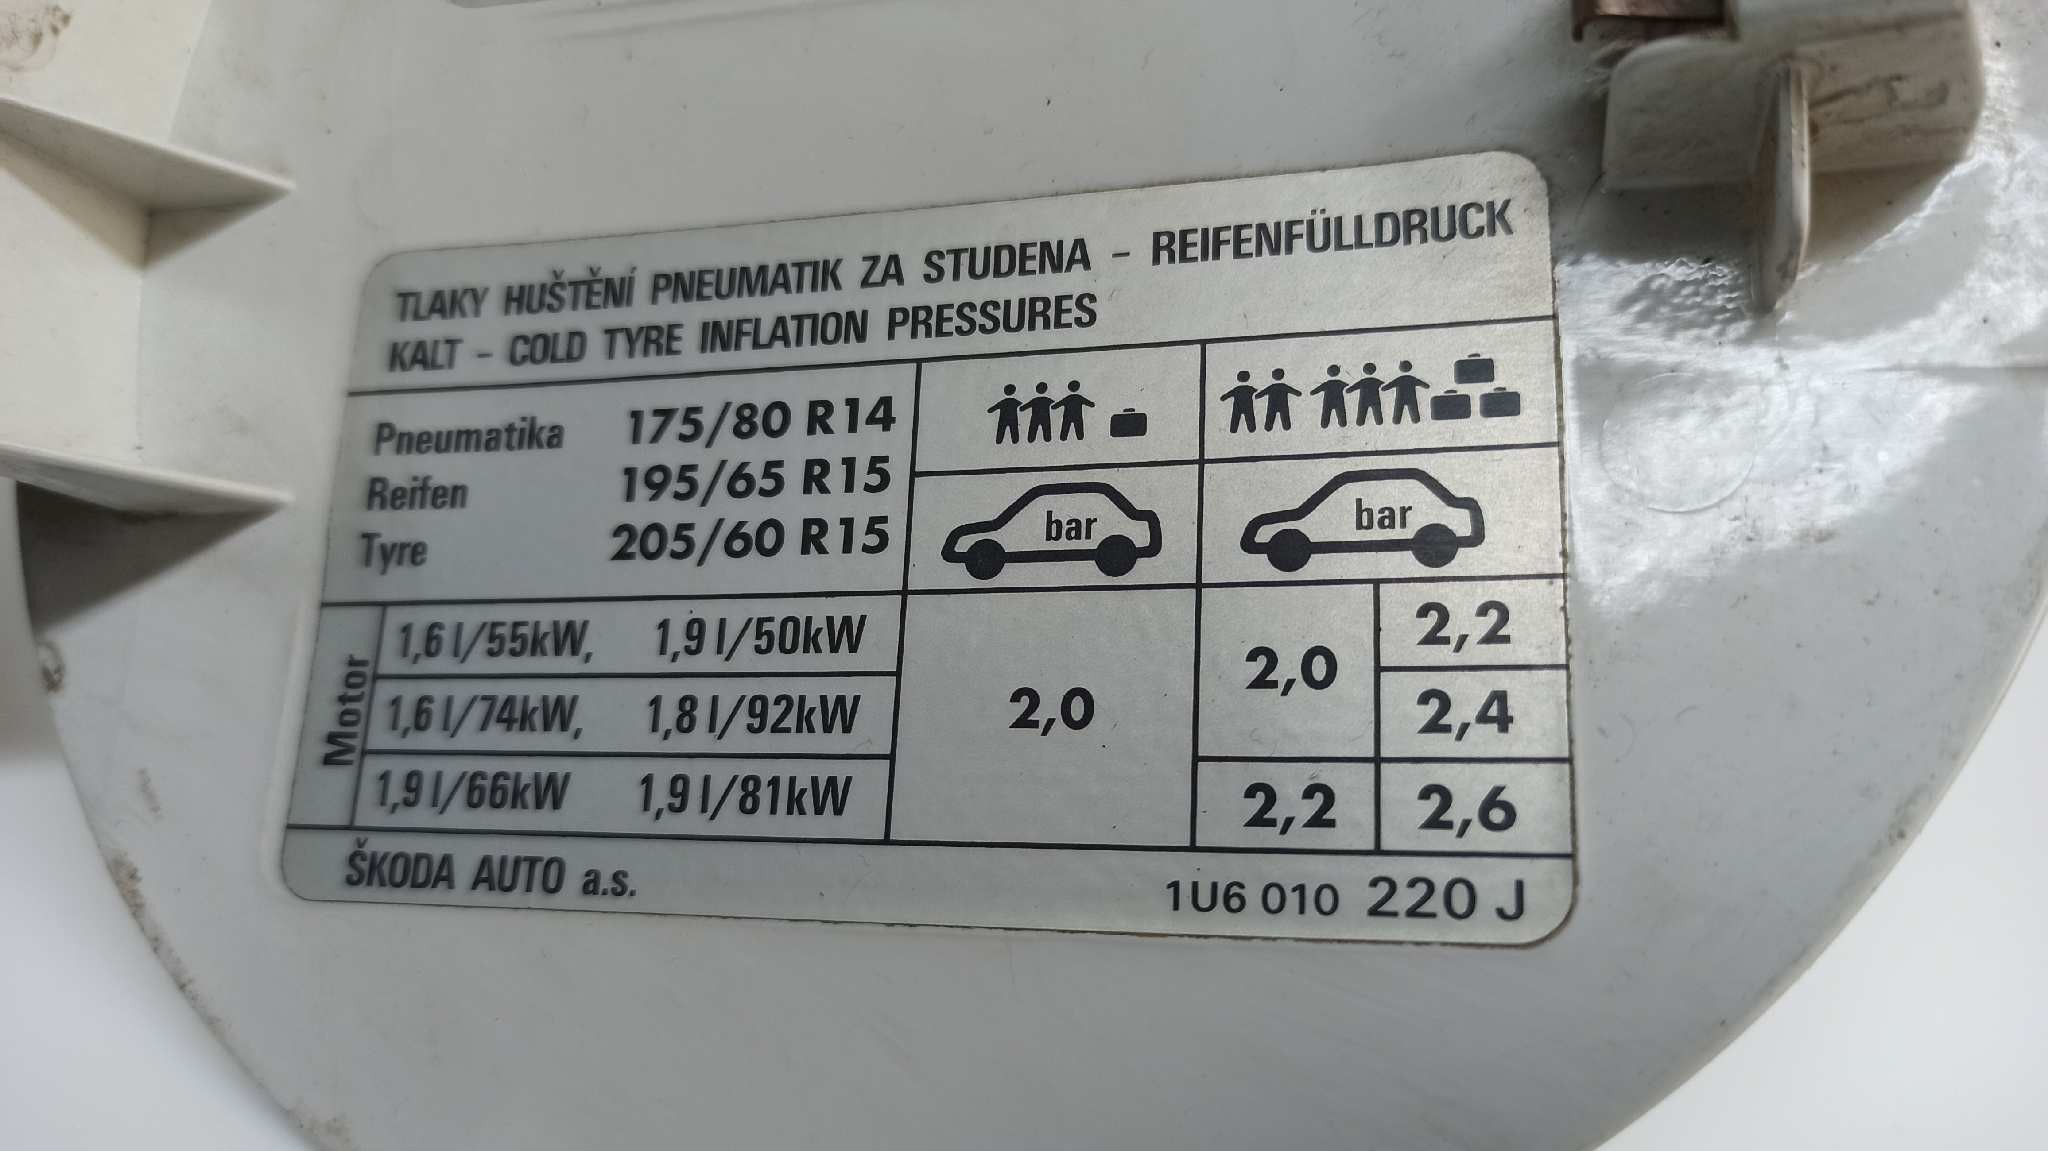 TLAKY HUŠTĚNÍ PNEUMATIK ZA STUDENA - REIFENFÜLLDRUCK
KALT - COLD TYRE INFLATION PRESSURES
Pneumatika 175/80 R14
Reifen 195/65 R15
Tyre 205/60 R15
bar bar
Motor
1,6 l/55kW, 1,9 l/50kW 2,0 2,0 2,2
1,6 l/74kW, 1,8 l/92kW 2,4
1,9 l/66kW 1,9 l/81kW 2,2 2,6
ŠKODA AUTO a.s. 1U6 010 220 J